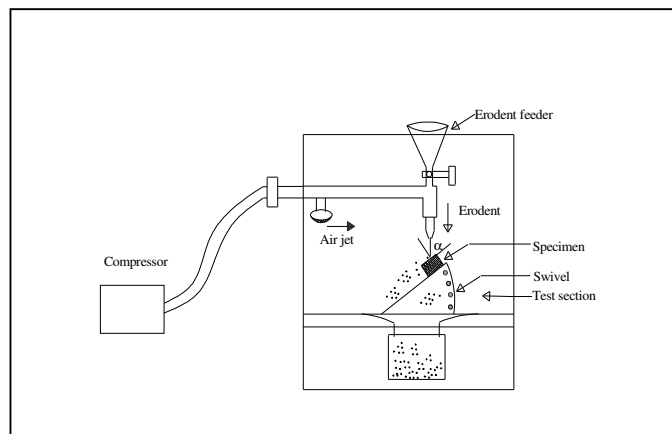 Erodent feeder
Erodent
Air jet
α
Specimen
Compressor
Swivel
Test section